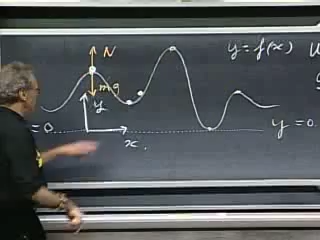 N
y = f(x)
mg
y
= 0
x.
y = 0